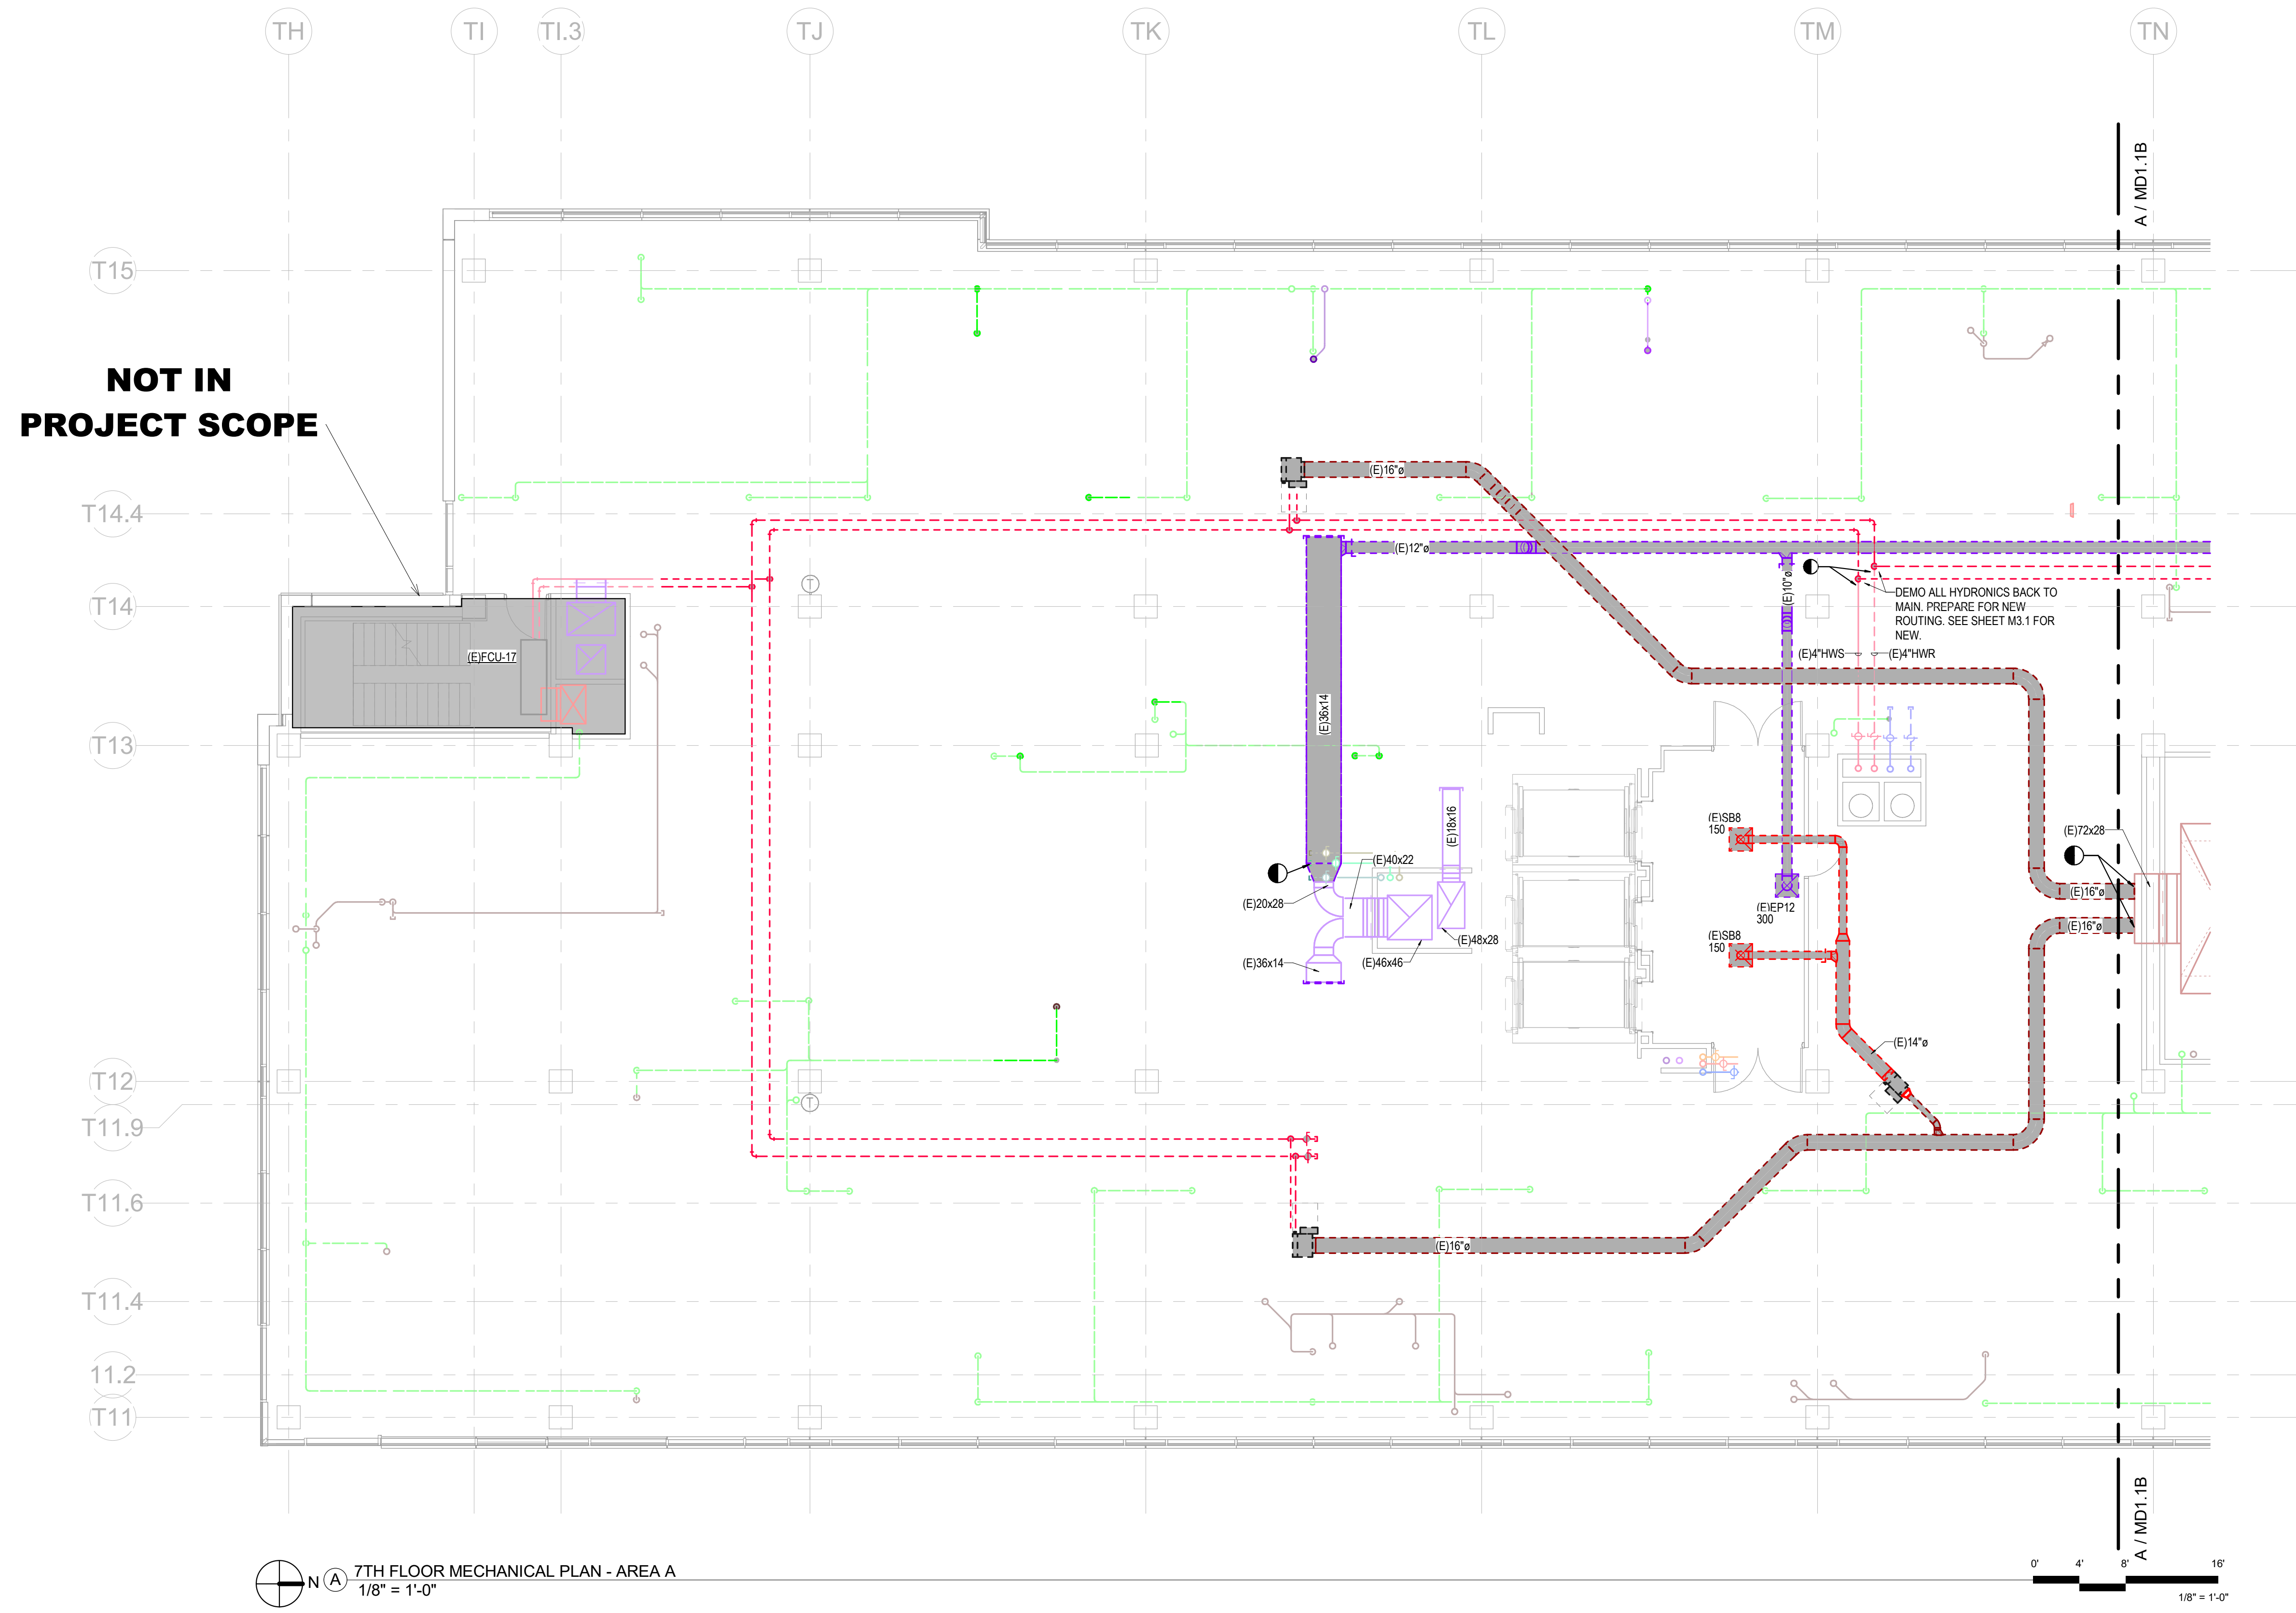 TH
TI
TI.3
TJ
TK
TL
TM
TN
A / MD1.1B
T15
NOT IN
PROJECT SCOPE
(E)16"ø
T14.4
(E)12"ø
T
(E)10"ø
DEMO ALL HYDRONICS BACK TO
MAIN. PREPARE FOR NEW
ROUTING. SEE SHEET M3.1 FOR
NEW.
T14
(E)FCU-17
(E)4"HWS
(E)4"HWR
(E)36x14
T13
(E)18x16
(E)SB8
150
(E)72x28
(E)40x22
(E)20x28
(E)16"ø
(E)EP12
300
(E)16"ø
(E)SB8
150
(E)48x28
(E)36x14
(E)46x46
(E)14"ø
T12
T
T11.9
T11.6
(E)16"ø
T11.4
11.2
T11
A / MD1.1B
N
A
7TH FLOOR MECHANICAL PLAN - AREA A
1/8" = 1'-0"
0' 4' 8' 16'
1/8" = 1'-0"